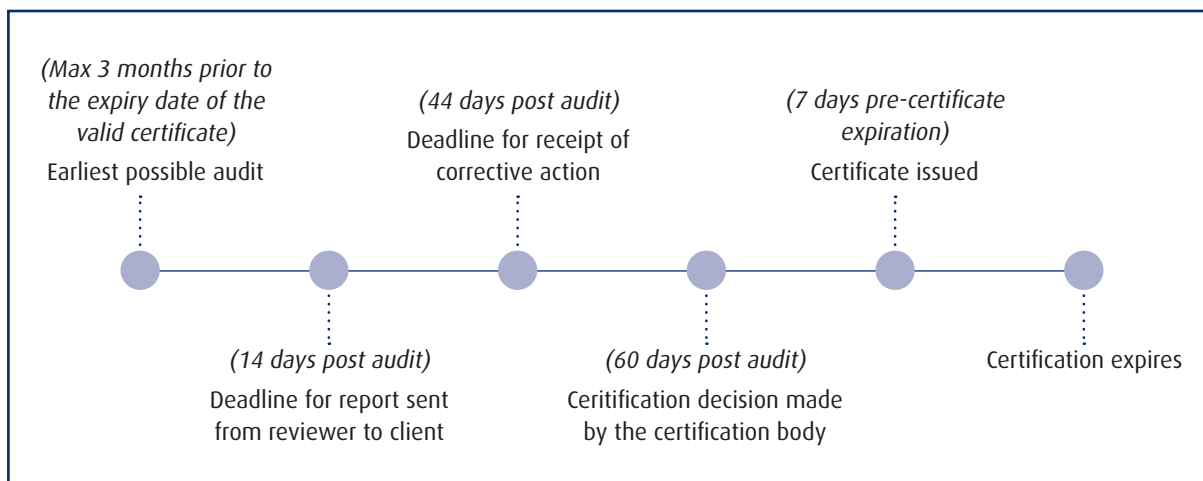 (Max 3 months prior to
the expiry date of the
valid certificate)
Earliest possible audit
(14 days post audit)
Deadline for report sent
from reviewer to client
(44 days post audit)
Deadline for receipt of
corrective action
(60 days post audit)
Ceritification decision made
by the certification body
(7 days pre-certificate
expiration)
Certificate issued
Certification expires